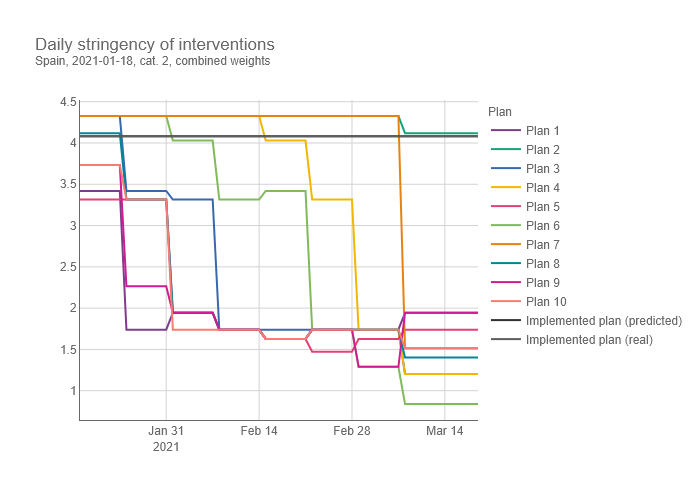 Daily stringency of interventions
Spain, 2021-01-18, cat. 2, combined weights
4.5
4
3.5
3
2.5
2
1.5
1
Jan 31
2021
Feb 14
Feb 28
Mar 14
Plan
Plan 1
Plan 2
Plan 3
Plan 4
Plan 5
Plan 6
Plan 7
Plan 8
Plan 9
Plan 10
Implemented plan (predicted)
Implemented plan (real)